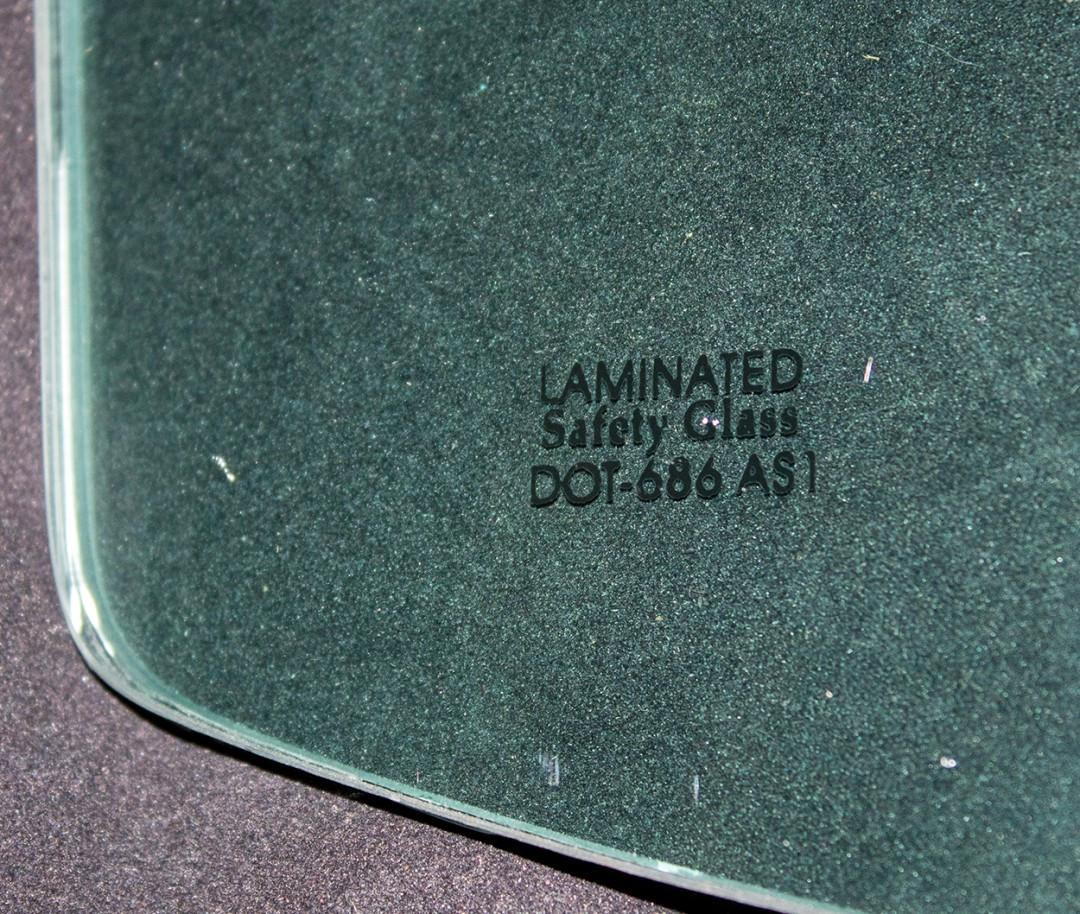 LAMINATED
Safety Glass
DOT-686 AS1